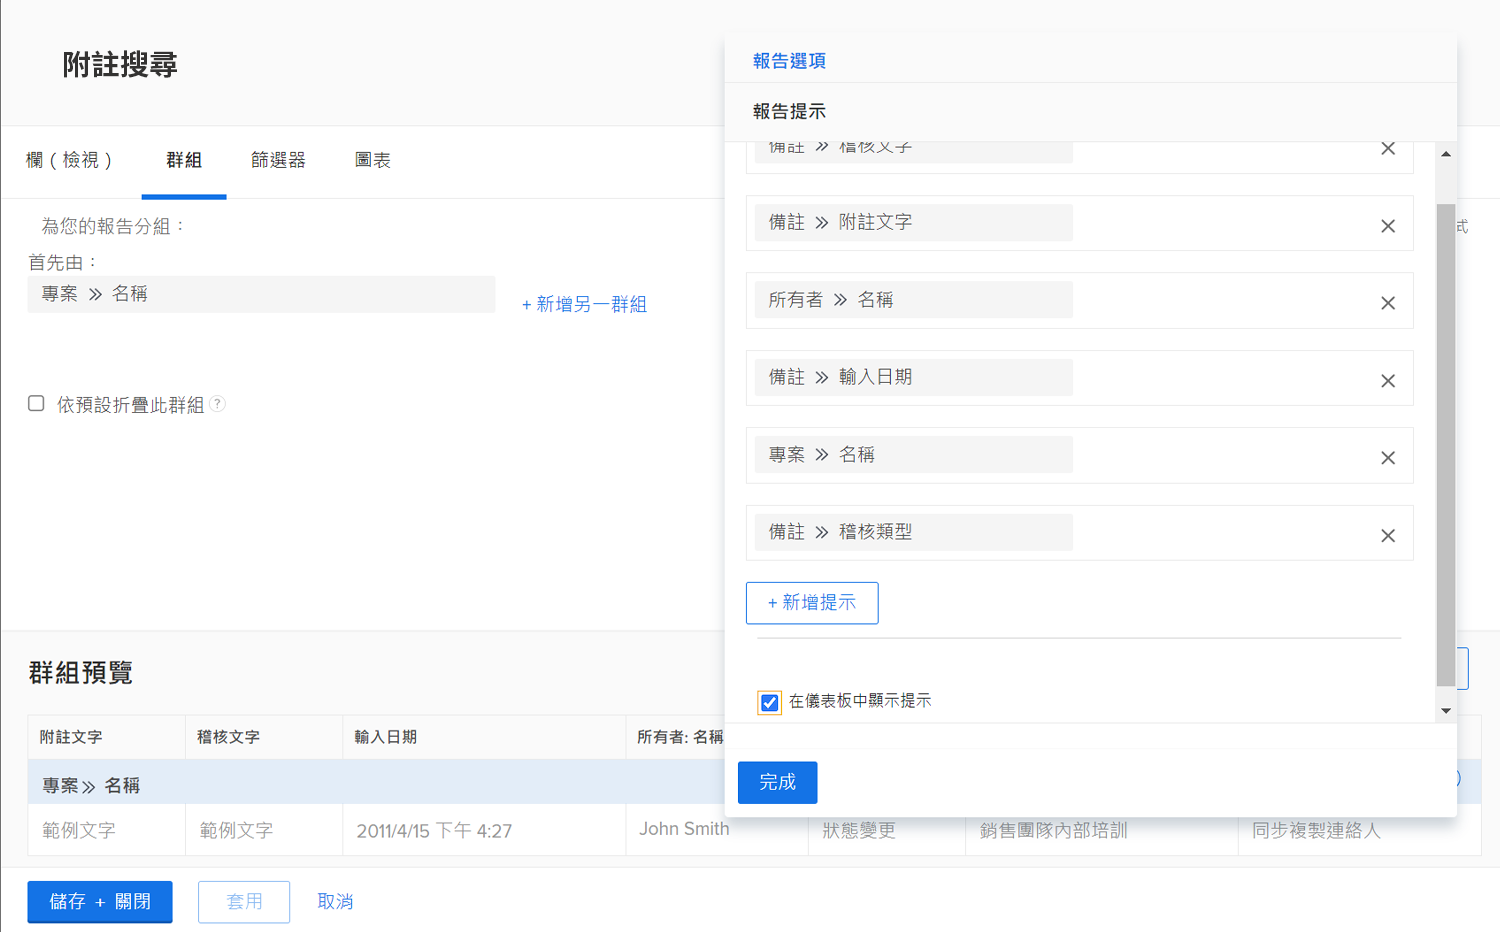 附註搜尋
欄 ( 檢視 )
群組
篩選器
圖表
為您的報告分組：
首先由：
專案 » 名稱
+ 新增另一群組
依預設折疊此群組 ?
報告選項
報告提示
備註 » 稽核文字
備註 » 附註文字
所有者 » 名稱
備註 » 輸入日期
專案 » 名稱
備註 » 稽核類型
+ 新增提示
在儀表板中顯示提示
完成
式
群組預覽
附註文字 稽核文字 輸入日期 所有者: 名稱
專案 » 名稱
)
範例文字 範例文字 2011/4/15 下午 4:27 John Smith 狀態變更 銷售團隊內部培訓 同步複製連絡人
儲存 + 關閉
套用
取消